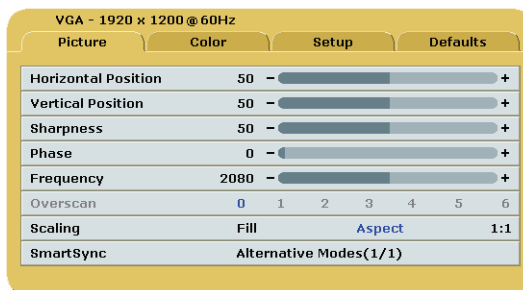 VGA - 1920 x 1200 @ 60Hz
Picture Color Setup Defaults
Horizontal Position 50 - +
Vertical Position 50 - +
Sharpness 50 - +
Phase 0 - +
Frequency 2080 - +
Overscan 0 1 2 3 4 5 6
Scaling Fill Aspect 1:1
SmartSync Alternative Modes(1/1)